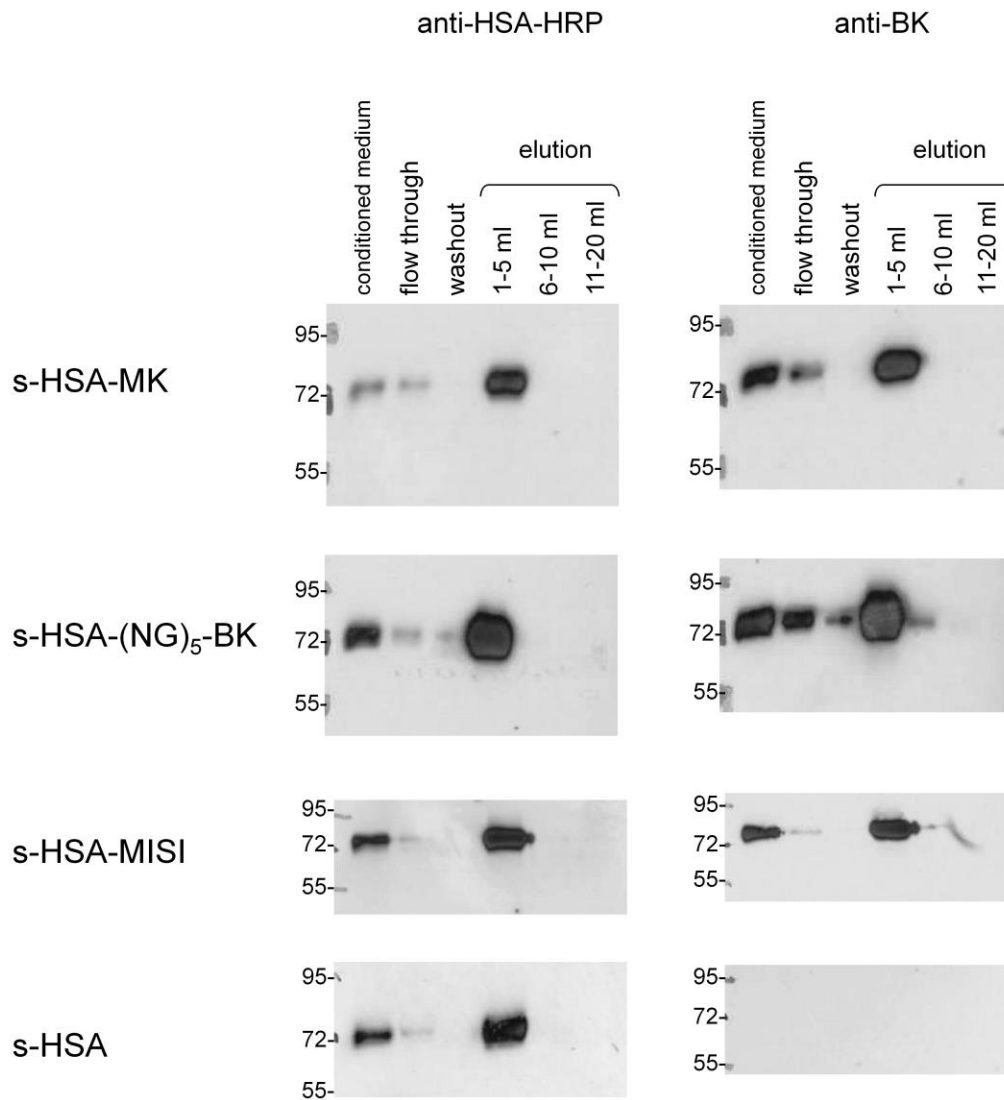 anti-HSA-HRP
anti-BK
conditioned medium
flow through
washout
elution
1-5 ml
6-10 ml
11-20 ml
conditioned medium
flow through
washout
elution
1-5 ml
6-10 ml
11-20 ml
s-HSA-MK
95-
72-
55-
95-
72-
55-
s-HSA-(NG)5-BK
95-
72-
55-
95-
72-
55-
s-HSA-MISI
95-
72-
55-
95-
72-
55-
s-HSA
95-
72-
55-
95-
72-
55-